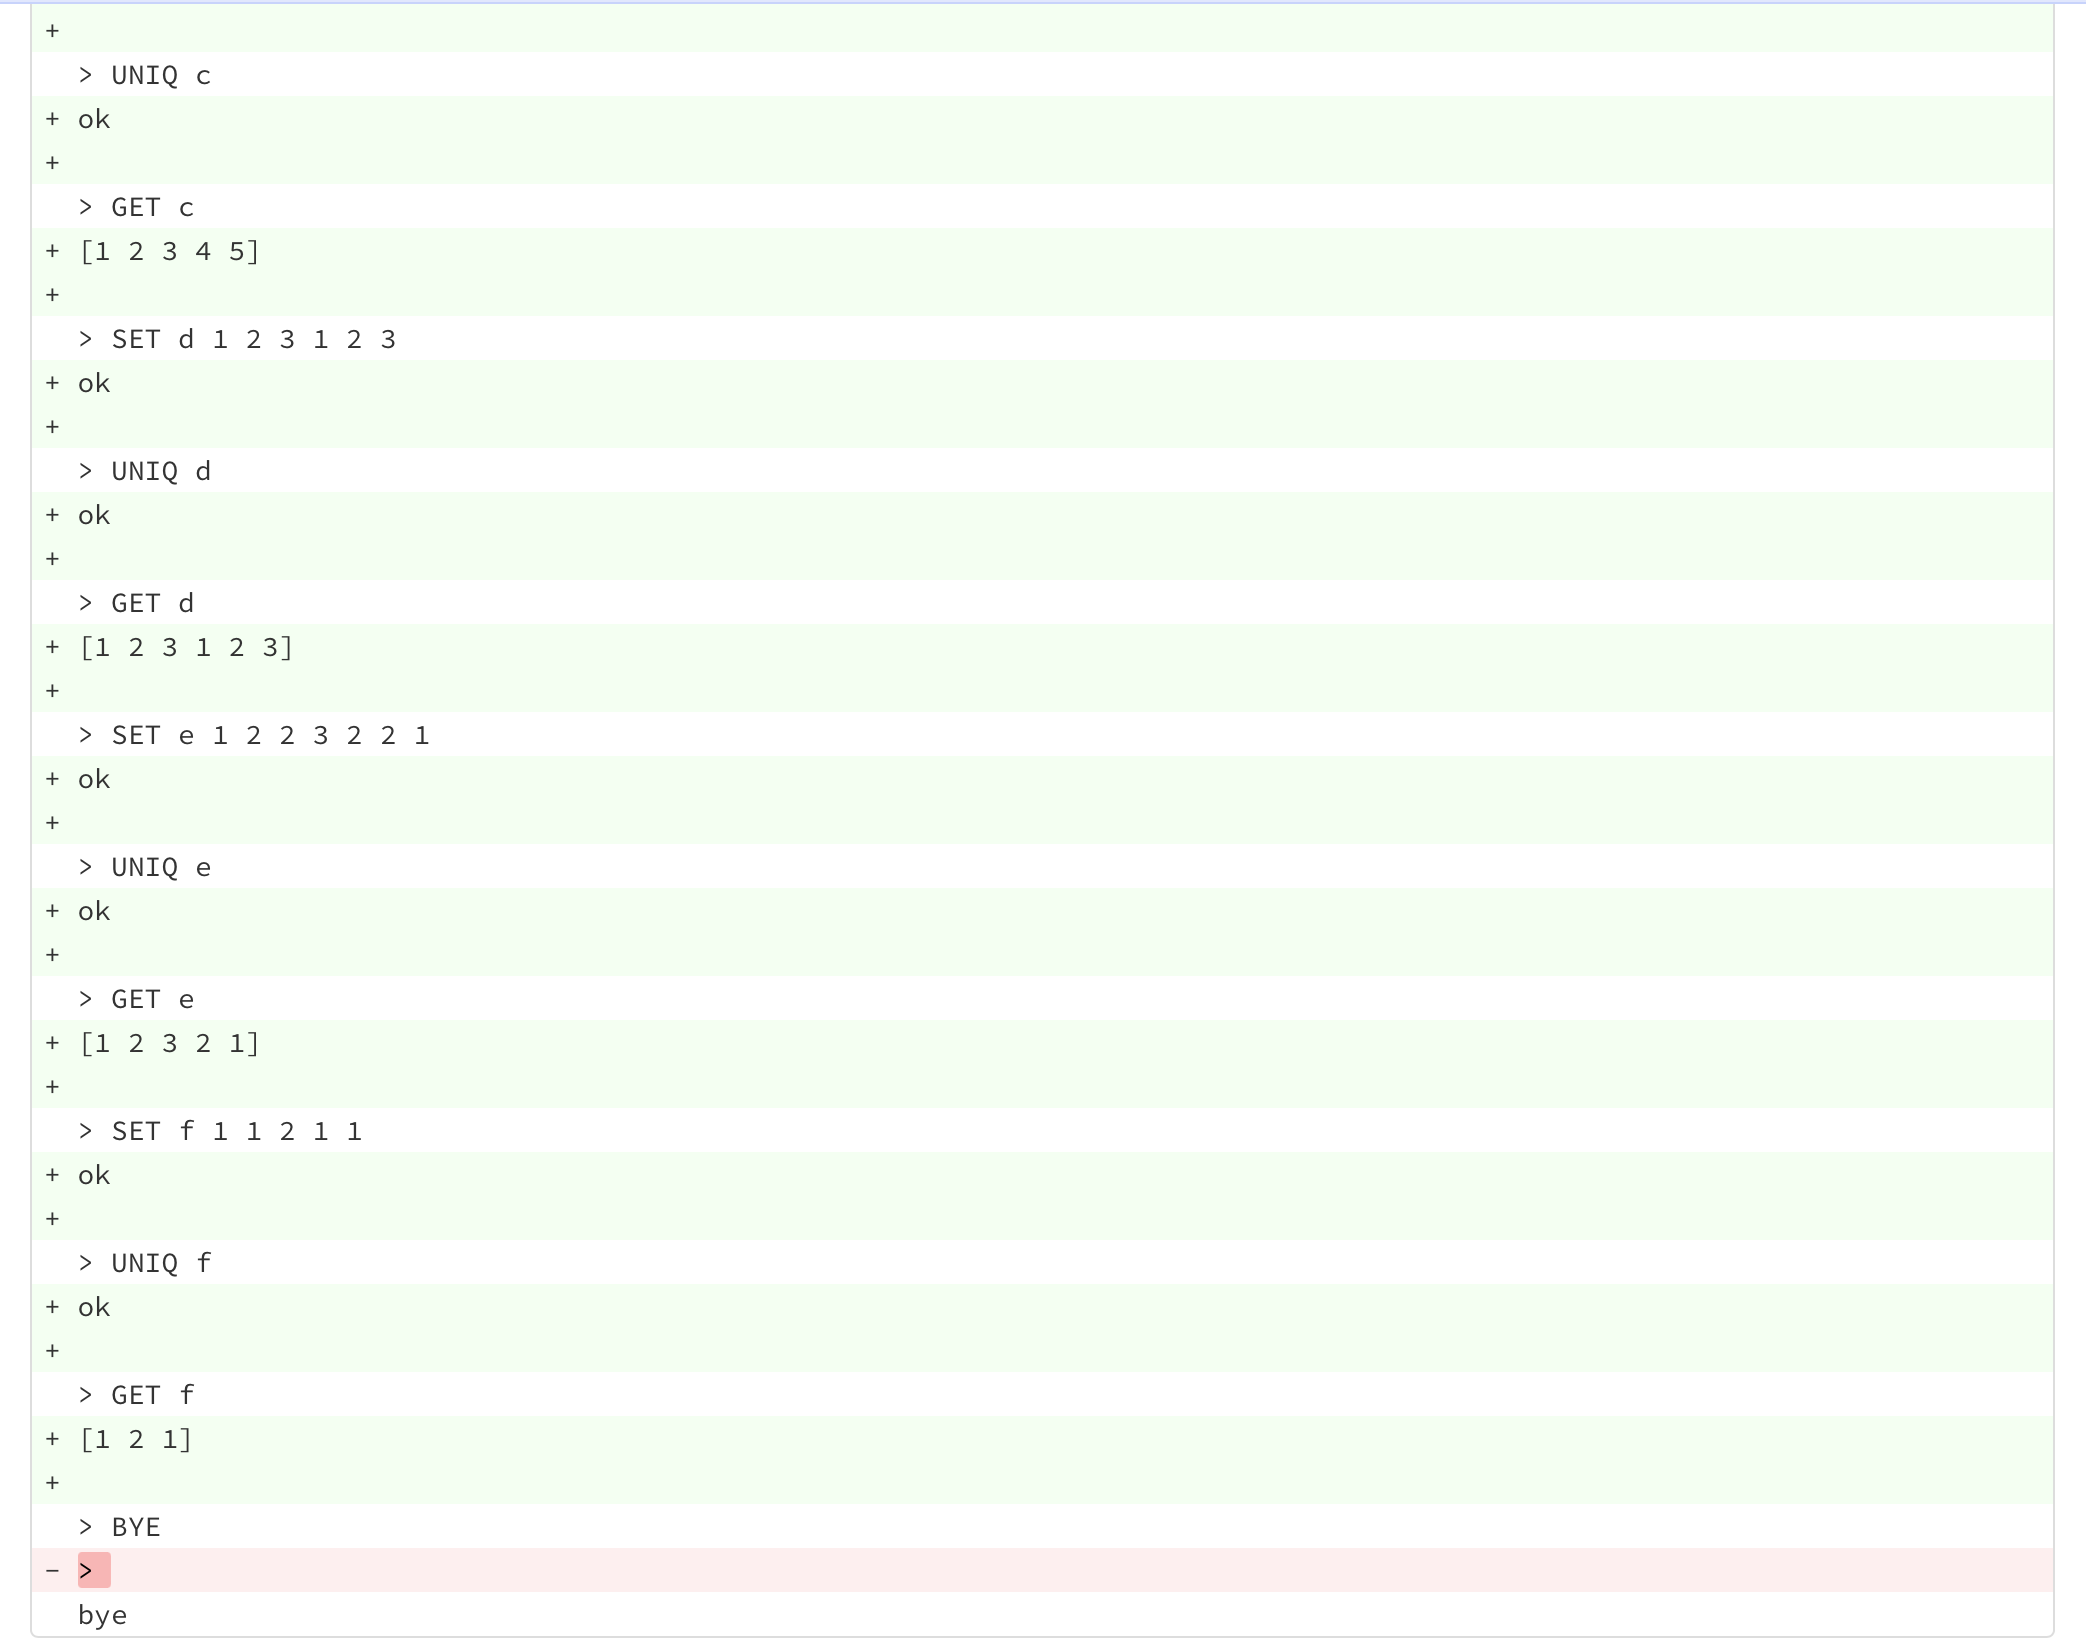 +
> UNIQ c
+ ok
+
> GET c
+ [1 2 3 4 5]
+
> SET d 1 2 3 1 2 3
+ ok
+
> UNIQ d
+ ok
+
> GET d
+ [1 2 3 1 2 3]
+
> SET e 1 2 2 3 2 2 1
+ ok
+
> UNIQ e
+ ok
+
> GET e
+ [1 2 3 2 1]
+
> SET f 1 1 2 1 1
+ ok
+
> UNIQ f
+ ok
+
> GET f
+ [1 2 1]
+
> BYE
− >
bye